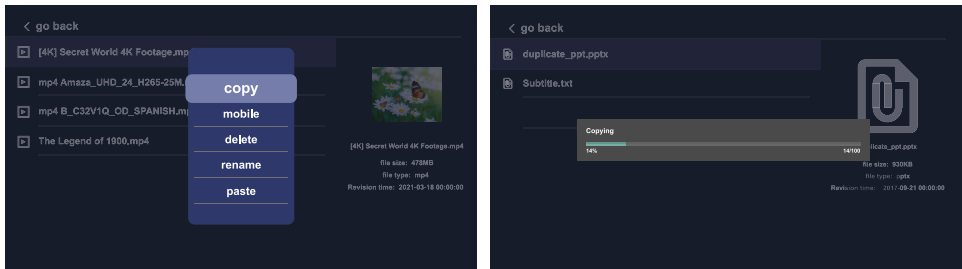 go back
[4K] Secret World 4K Footage.mp
mp4 Amaza_UHD_24_H265-25M.
mp4 B_C32V1Q_OD_SPANISH.mp
The Legend of 1900.mp4
copy
mobile
delete
rename
paste
[4K] Secret World 4K Footage.mp4
file size: 478MB
file type: mp4
Revision time: 2021-03-18 00:00:00
go back
duplicate_ppt.pptx
Subtitle.txt
Copying
14%
14/100
licate_ppt.pptx
file size: 930KB
file type: pptx
Revision time: 2017-09-21 00:00:00